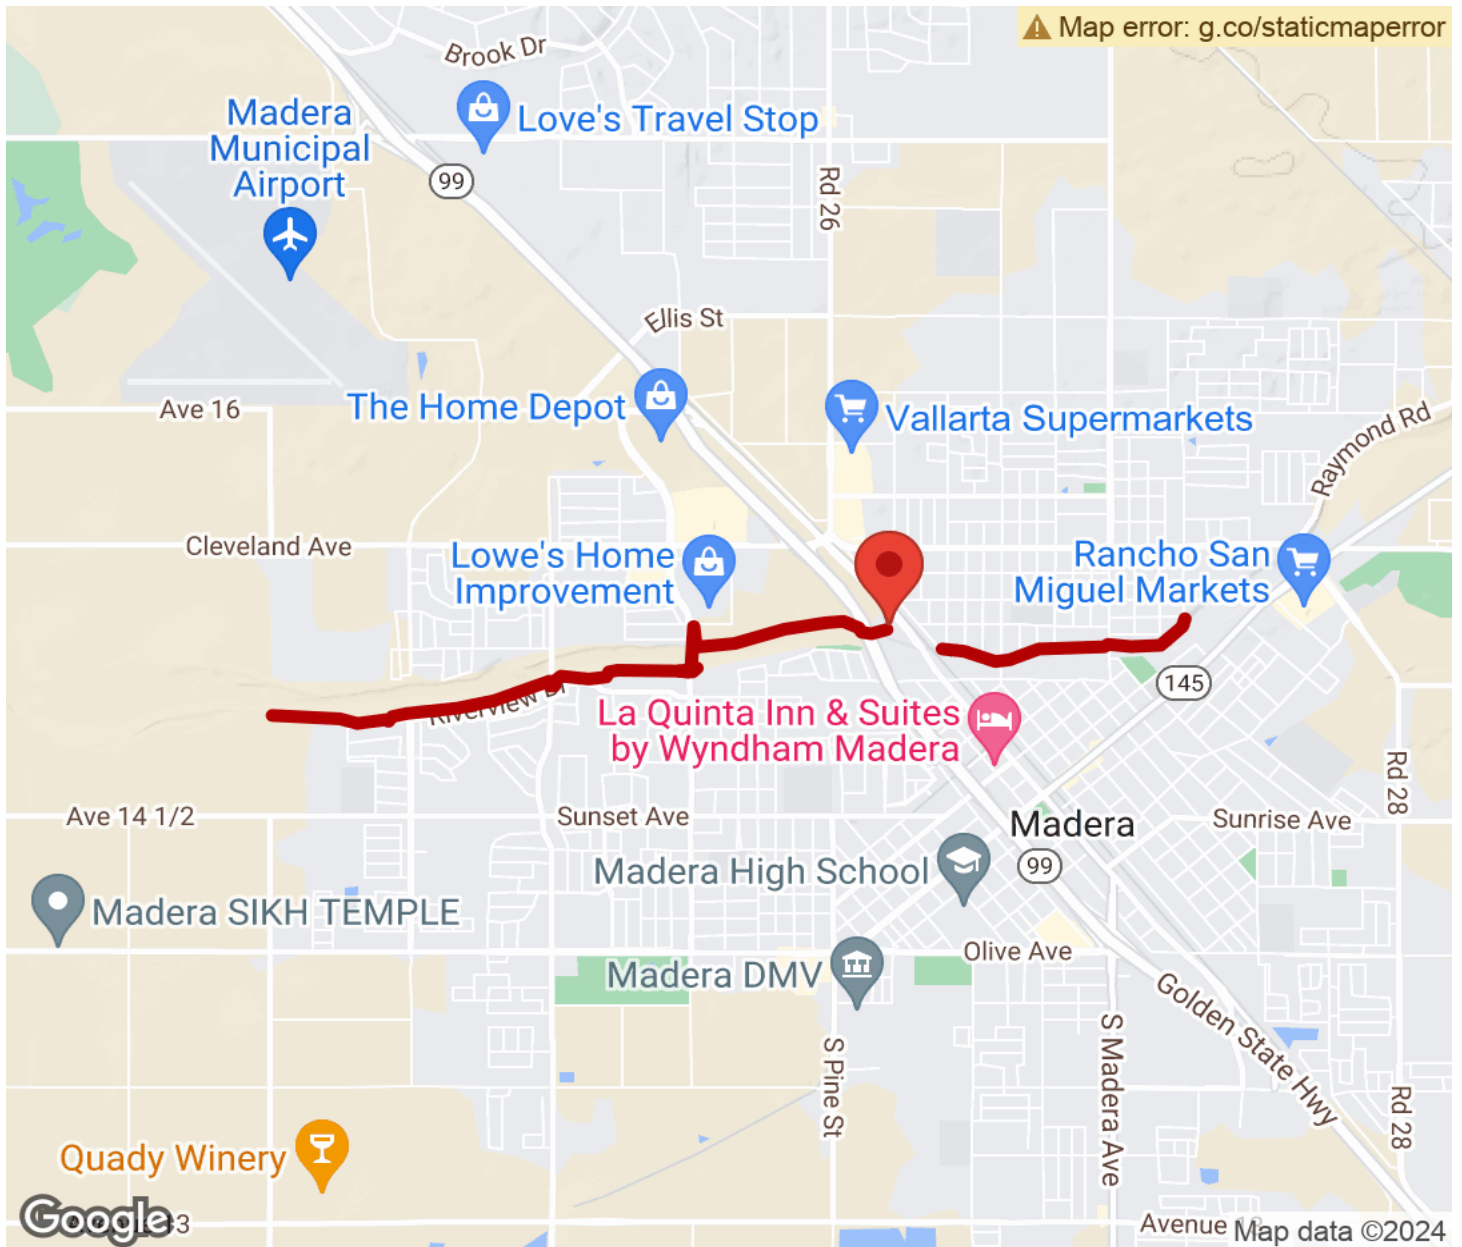 Map error: g.co/staticmaperror
Brook Dr
Madera
Municipal
Airport
Love's Travel Stop
99
Rd 26
Ellis St
Ave 16
The Home Depot
Vallarta Supermarkets
Raymond Rd
Cleveland Ave
Lowe's Home
Improvement
Rancho San
Miguel Markets
145
Riverview Dr
La Quinta Inn & Suites
by Wyndham Madera
Rd 28
Ave 14 1/2
Sunset Ave
Madera
Sunrise Ave
99
Madera High School
Madera SIKH TEMPLE
Olive Ave
Madera DMV
Golden State Hwy
S Pine St
S Madera Ave
Rd 28
Quady Winery
Google
Avenue
Map data ©2024